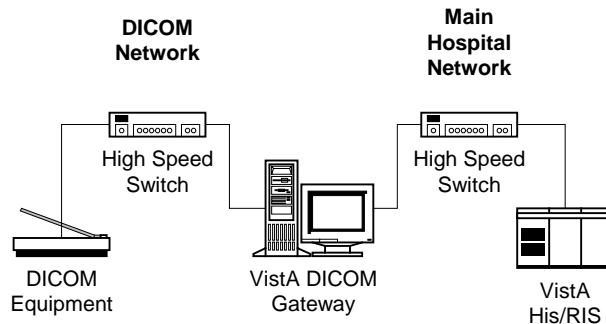 DICOM
Network
Main
Hospital
Network
High Speed
Switch
High Speed
Switch
DICOM
Equipment
VistA DICOM
Gateway
VistA
His/RIS